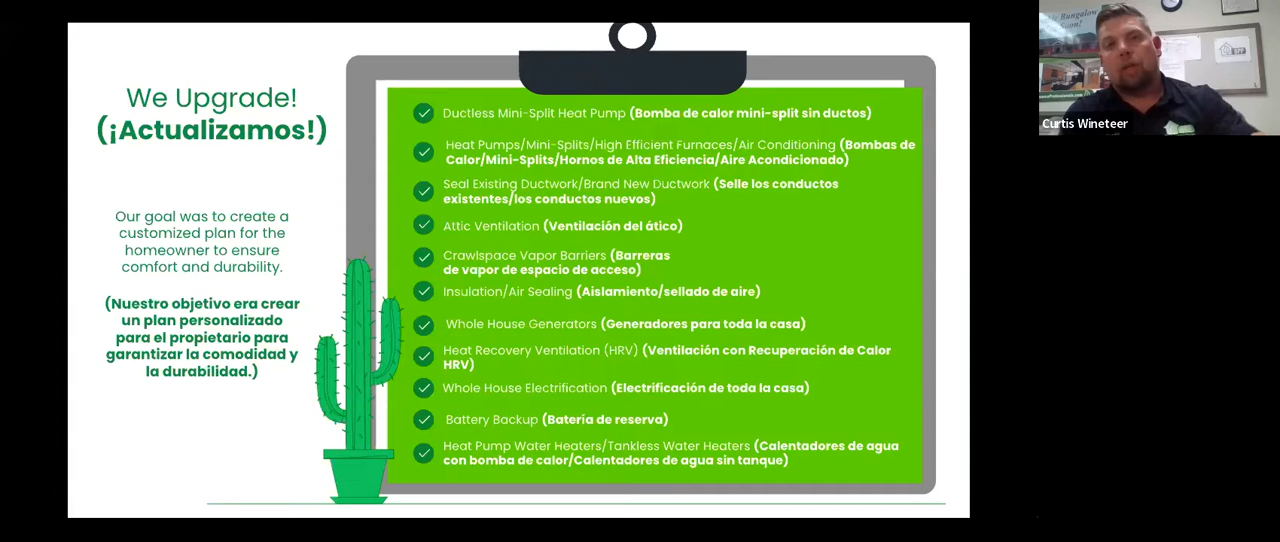 We Upgrade!
(¡Actualizamos!)
Our goal was to create a
customized plan for the
homeowner to ensure
comfort and durability.
(Nuestro objetivo era crear
un plan personalizado
para el propietario para
garantizar la comodidad y
la durabilidad.)
Ductless Mini-Split Heat Pump (Bomba de calor mini-split sin ductos)
Heat Pumps/Mini-Splits/High Efficient Furnaces/Air Conditioning (Bombas de
Calor/Mini-Splits/Hornos de Alta Eficiencia/Aire Acondicionado)
Seal Existing Ductwork/Brand New Ductwork (Selle los conductos
existentes/los conductos nuevos)
Attic Ventilation (Ventilación del ático)
Crawlspace Vapor Barriers (Barreras
de vapor de espacio de acceso)
Insulation/Air Sealing (Aislamiento/sellado de aire)
Whole House Generators (Generadores para toda la casa)
Heat Recovery Ventilation (HRV) (Ventilación con Recuperación de Calor
HRV)
Whole House Electrification (Electrificación de toda la casa)
Battery Backup (Batería de reserva)
Heat Pump Water Heaters/Tankless Water Heaters (Calentadores de agua
con bomba de calor/Calentadores de agua sin tanque)
Bungalow
Curtis Wineteer